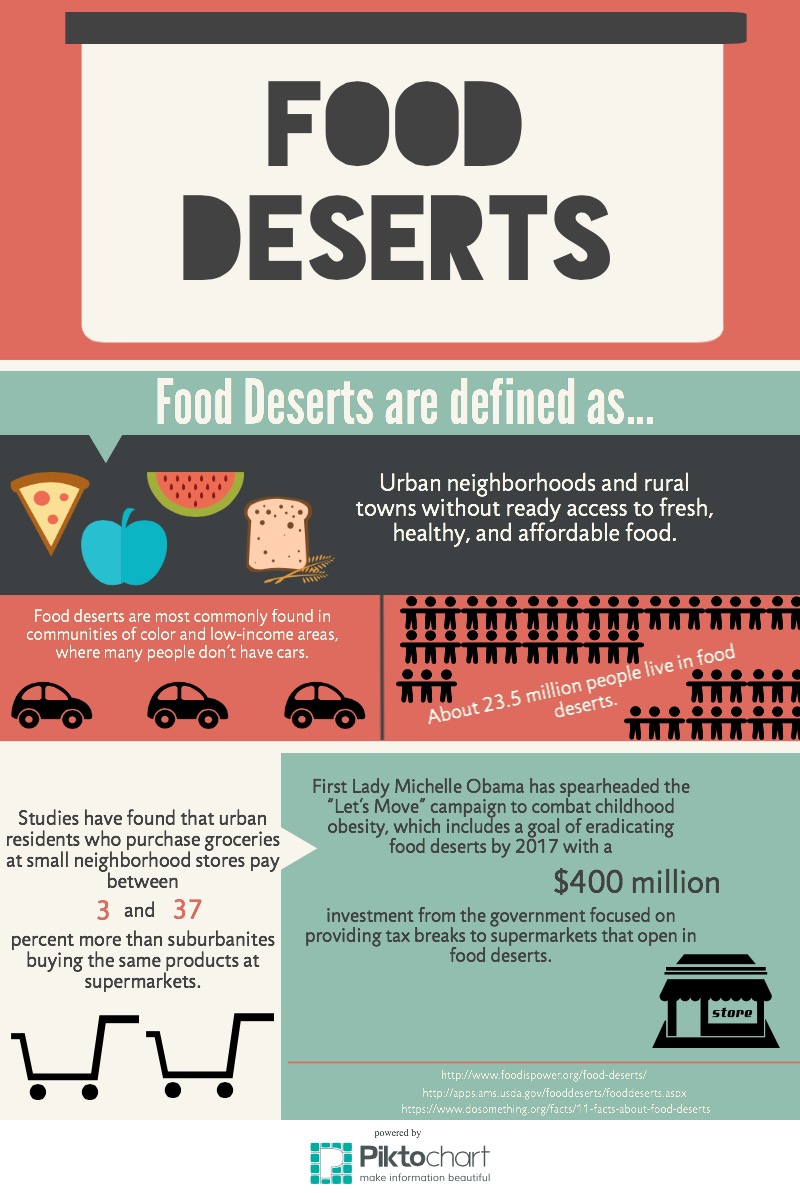 FOOD
DESERTS
Food Deserts are defined as...
Urban neighborhoods and rural
towns without ready access to fresh,
healthy, and affordable food.
Food deserts are most commonly found in
communities of color and low-income areas,
where many people don't have cars.
About 23.5 million people live in food
deserts.
Studies have found that urban
residents who purchase groceries
at small neighborhood stores pay
between
3 and 37
percent more than suburbanites
buying the same products at
supermarkets.
First Lady Michelle Obama has spearheaded the
"Let's Move" campaign to combat childhood
obesity, which includes a goal of eradicating
food deserts by 2017 with a
$400 million
investment from the government focused on
providing tax breaks to supermarkets that open in
food deserts.
store
http://www.foodispower.org/food-deserts/
http://apps.ams.usda.gov/fooddeserts/fooddeserts.aspx
https://www.dosomething.org/facts/11-facts-about-food-deserts
powered by
Piktochart
make information beautiful